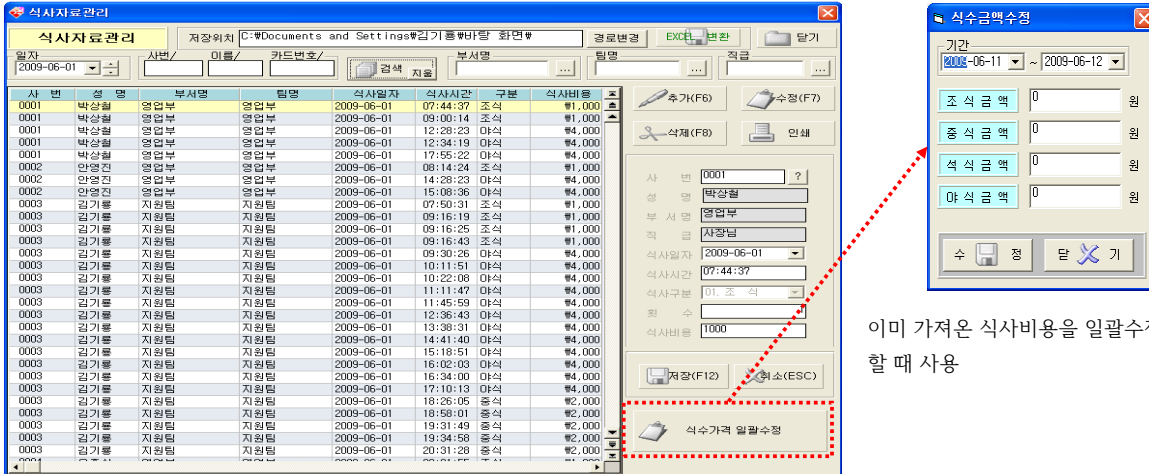 식사자료관리
식사자료관리 저장위치 C:₩Documents and Settings₩김기룡₩바탕 화면₩ 경로변경 EXCEL 변환 닫기
일자 사번/ 이름/ 카드번호/ 부서명 팀명 직급
2009-06-01 검색 지움 ... ... ...
사 번 성 명 부서명 팀명 식사일자 식사시간 구분 식사비용
0001 박상철 영업부 영업부 2009-06-01 07:44:37 조식 ₩1,000
0001 박상철 영업부 영업부 2009-06-01 09:00:14 조식 ₩1,000
0001 박상철 영업부 영업부 2009-06-01 12:28:23 야식 ₩4,000
0001 박상철 영업부 영업부 2009-06-01 12:34:19 야식 ₩4,000
0001 박상철 영업부 영업부 2009-06-01 17:55:22 야식 ₩4,000
0002 안영진 영업부 영업부 2009-06-01 08:14:24 조식 ₩1,000
0002 안영진 영업부 영업부 2009-06-01 14:28:23 야식 ₩4,000
0002 안영진 영업부 영업부 2009-06-01 15:08:36 야식 ₩4,000
0003 김기룡 지원팀 지원팀 2009-06-01 07:50:31 조식 ₩1,000
0003 김기룡 지원팀 지원팀 2009-06-01 09:16:19 조식 ₩1,000
0003 김기룡 지원팀 지원팀 2009-06-01 09:16:25 조식 ₩1,000
0003 김기룡 지원팀 지원팀 2009-06-01 09:16:43 조식 ₩1,000
0003 김기룡 지원팀 지원팀 2009-06-01 09:30:26 야식 ₩4,000
0003 김기룡 지원팀 지원팀 2009-06-01 10:11:51 야식 ₩4,000
0003 김기룡 지원팀 지원팀 2009-06-01 10:22:08 야식 ₩4,000
0003 김기룡 지원팀 지원팀 2009-06-01 11:11:47 야식 ₩4,000
0003 김기룡 지원팀 지원팀 2009-06-01 11:45:59 야식 ₩4,000
0003 김기룡 지원팀 지원팀 2009-06-01 12:36:43 야식 ₩4,000
0003 김기룡 지원팀 지원팀 2009-06-01 13:38:31 야식 ₩4,000
0003 김기룡 지원팀 지원팀 2009-06-01 14:41:40 야식 ₩4,000
0003 김기룡 지원팀 지원팀 2009-06-01 15:18:51 야식 ₩4,000
0003 김기룡 지원팀 지원팀 2009-06-01 16:02:03 야식 ₩4,000
0003 김기룡 지원팀 지원팀 2009-06-01 16:34:00 야식 ₩4,000
0003 김기룡 지원팀 지원팀 2009-06-01 17:10:13 야식 ₩4,000
0003 김기룡 지원팀 지원팀 2009-06-01 18:26:05 중식 ₩2,000
0003 김기룡 지원팀 지원팀 2009-06-01 18:58:01 중식 ₩2,000
0003 김기룡 지원팀 지원팀 2009-06-01 19:31:49 중식 ₩2,000
0003 김기룡 지원팀 지원팀 2009-06-01 19:34:58 중식 ₩2,000
0003 김기룡 지원팀 지원팀 2009-06-01 20:31:28 중식 ₩2,000
추가(F6) 수정(F7)
삭제(F8) 인쇄
사 번 0001 ?
성 명 박상철
부 서 명 영업부
직 급 사장님
식사일자 2009-06-01
식사시간 07:44:37
식사구분 01. 조 식
횟 수
식사비용 1000
저장(F12) 취소(ESC)
식수가격 일괄수정
식수금액수정
기간
2009-06-11 ~ 2009-06-12
조 식 금 액 0 원
중 식 금 액 0 원
석 식 금 액 0 원
야 식 금 액 0 원
수 정 닫 기
이미 가져온 식사비용을 일괄수정
할 때 사용